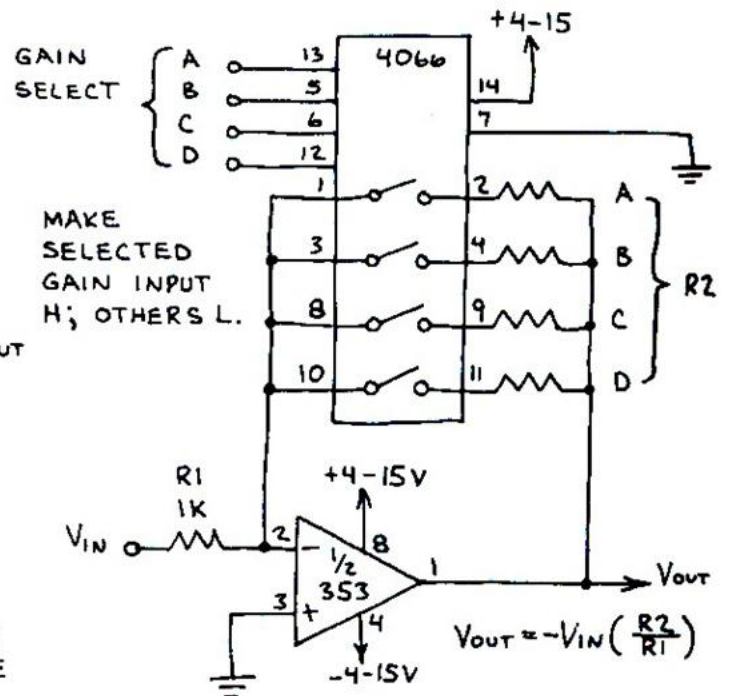 +4-15
GAIN SELECT
A 13
B 5
C 6
D 12
4066
14
7
1 2 A
3 4 B
8 9 C
10 11 D
R2
MAKE
SELECTED
GAIN INPUT
H; OTHERS L.
UT
R1
1K
+4-15V
VIN
2 -
8
1/2
353
1
VOUT
3 +
4
-4-15V
VOUT = -VIN (R2/R1)
E